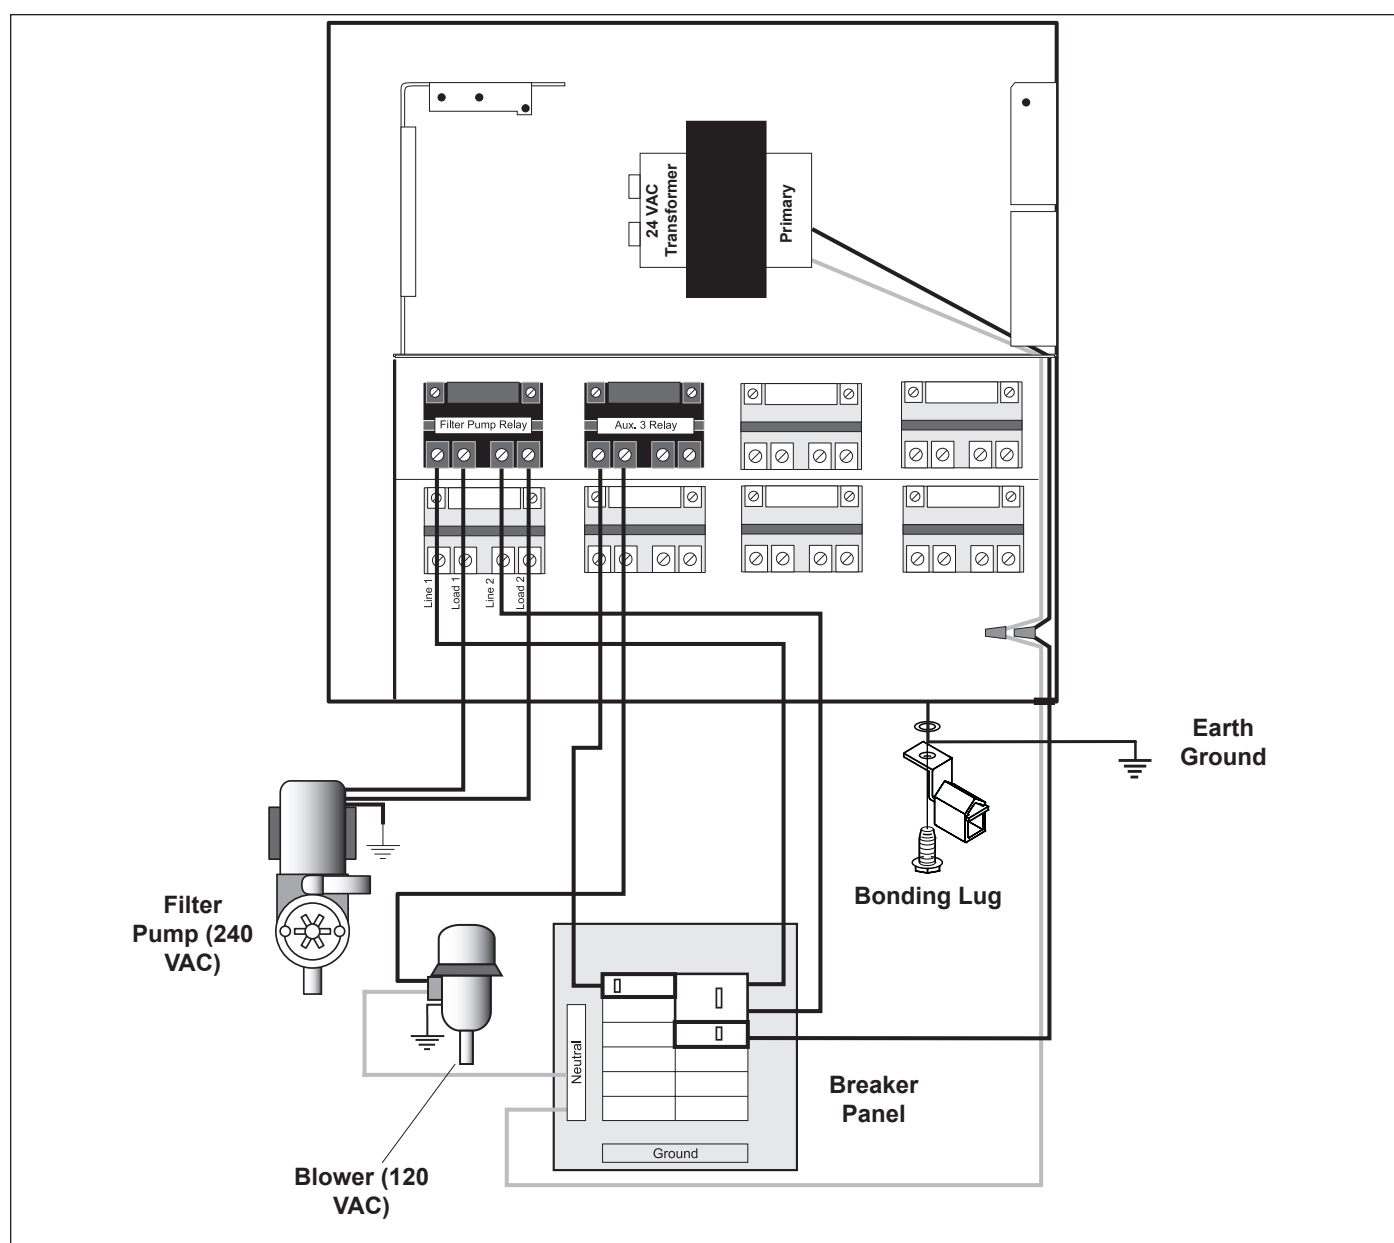 24 VAC
Transformer
Primary
Filter Pump Relay
Aux. 3 Relay
Line 1
Load 1
Line 2
Load 2
Earth
Ground
Bonding Lug
Filter
Pump (240
VAC)
Neutral
Breaker
Panel
Ground
Blower (120
VAC)